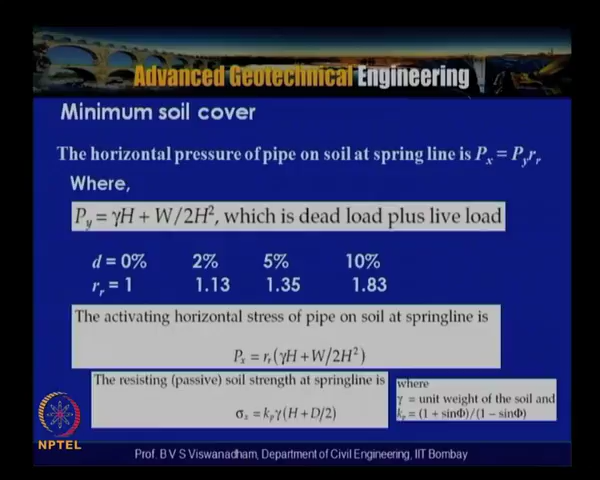 Advanced Geotechnical Engineering
Minimum soil cover
The horizontal pressure of pipe on soil at spring line is Pₓ = Pᵧrᵣ
Where,
Pᵧ = γH + W/2H², which is dead load plus live load
d = 0% 2% 5% 10%
rᵣ = 1 1.13 1.35 1.83
The activating horizontal stress of pipe on soil at springline is
Pₓ = rᵣ(γH + W/2H²)
The resisting (passive) soil strength at springline is
σₓ = kₚγ(H + D/2)
where
γ = unit weight of the soil and
kₚ = (1 + sinΦ)/(1 − sinΦ)
NPTEL
Prof. B V S Viswanadham, Department of Civil Engineering, IIT Bombay